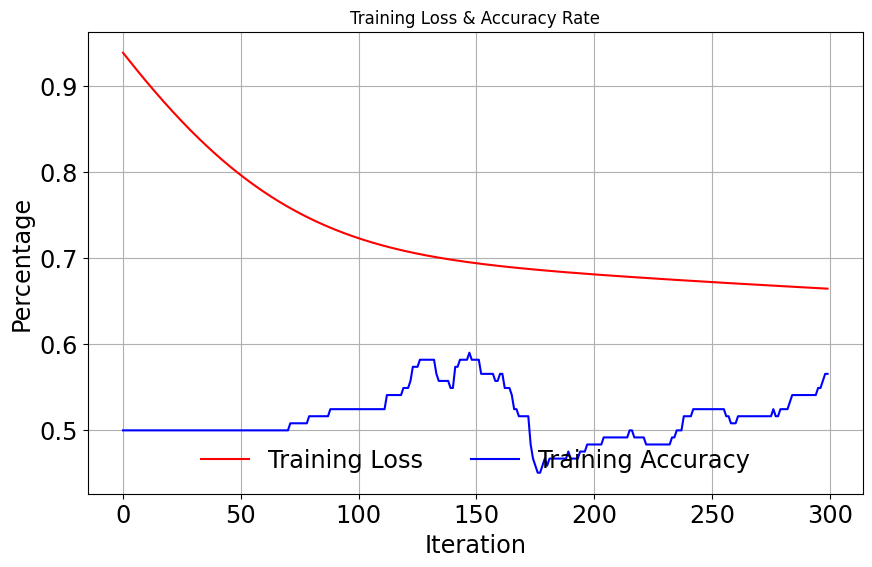 Training Loss & Accuracy Rate
Percentage
0.9
0.8
0.7
0.6
0.5
Training Loss Training Accuracy
0 50 100 150 200 250 300
Iteration